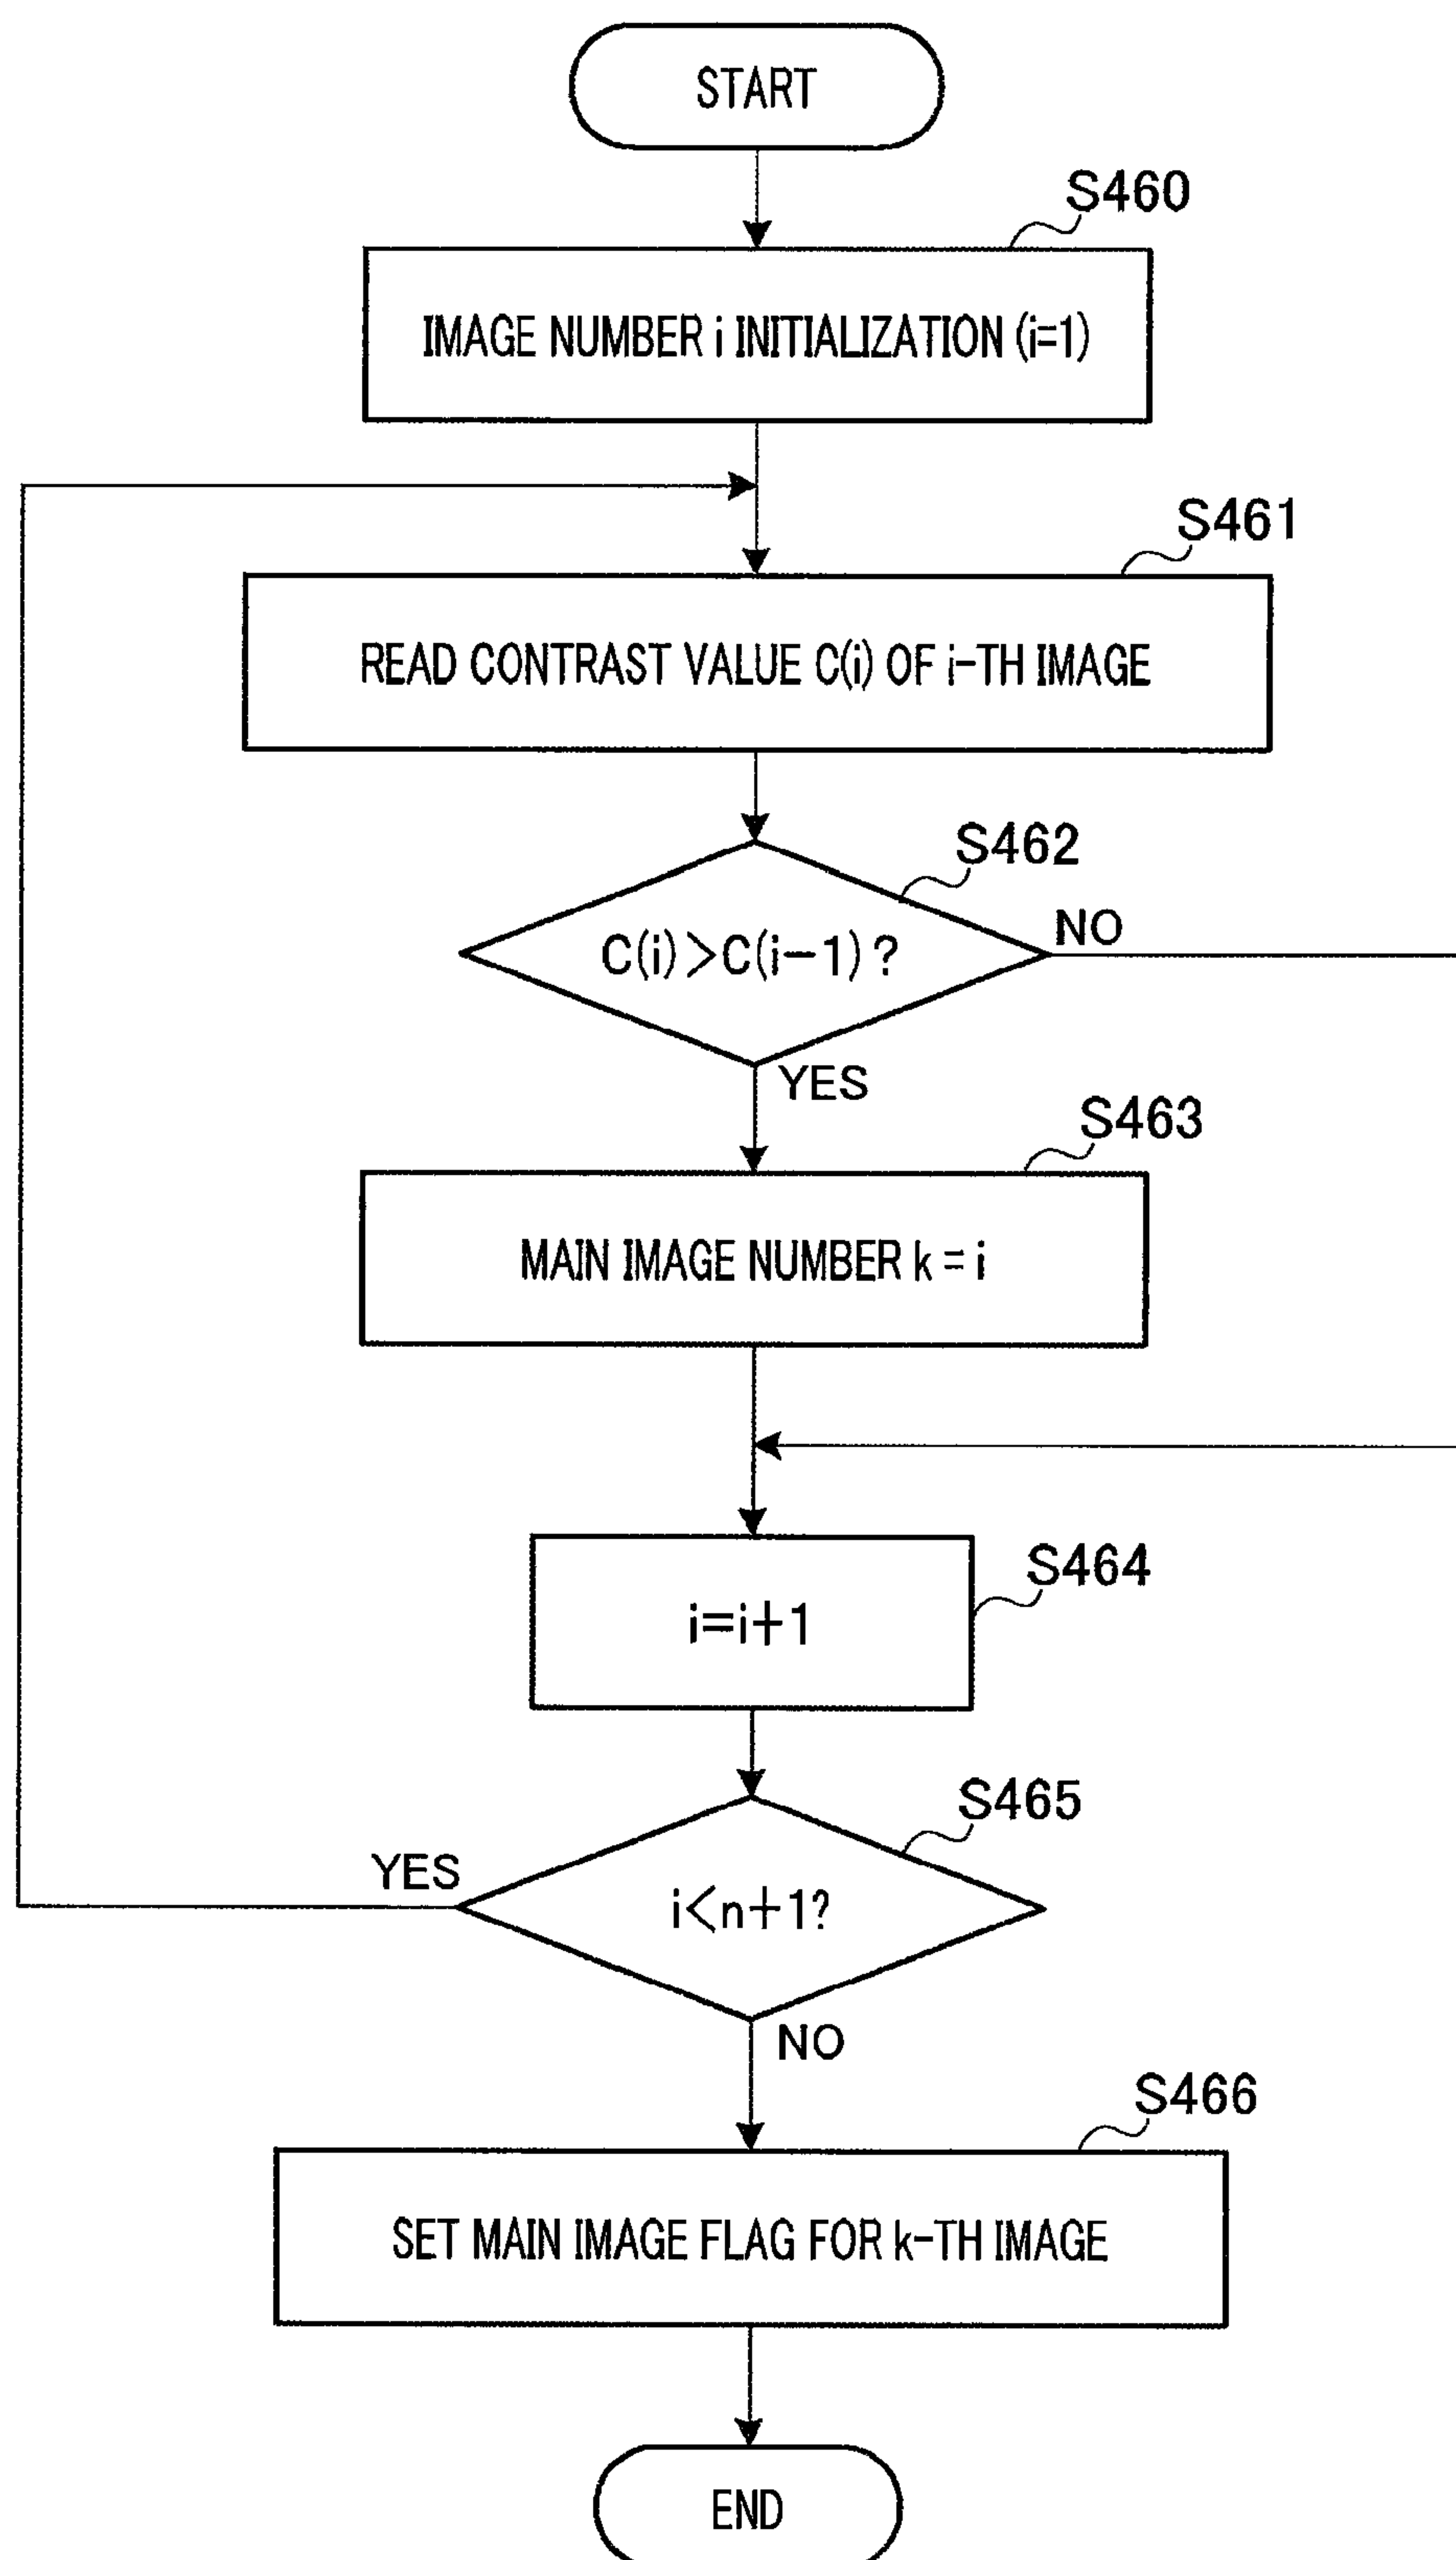 START
S460
IMAGE NUMBER i INITIALIZATION (i=1)
S461
READ CONTRAST VALUE C(i) OF i-TH IMAGE
S462
C(i)>C(i-1)?
NO
YES
S463
MAIN IMAGE NUMBER k = i
S464
i=i+1
S465
YES
i<n+1?
NO
S466
SET MAIN IMAGE FLAG FOR k-TH IMAGE
END